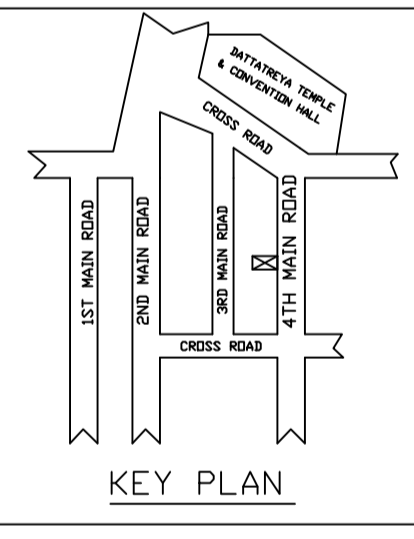 DATTATREYA TEMPLE
& CONVENTION HALL
CROSS ROAD
1ST MAIN ROAD
2ND MAIN ROAD
3RD MAIN ROAD
4TH MAIN ROAD
CROSS ROAD
KEY PLAN